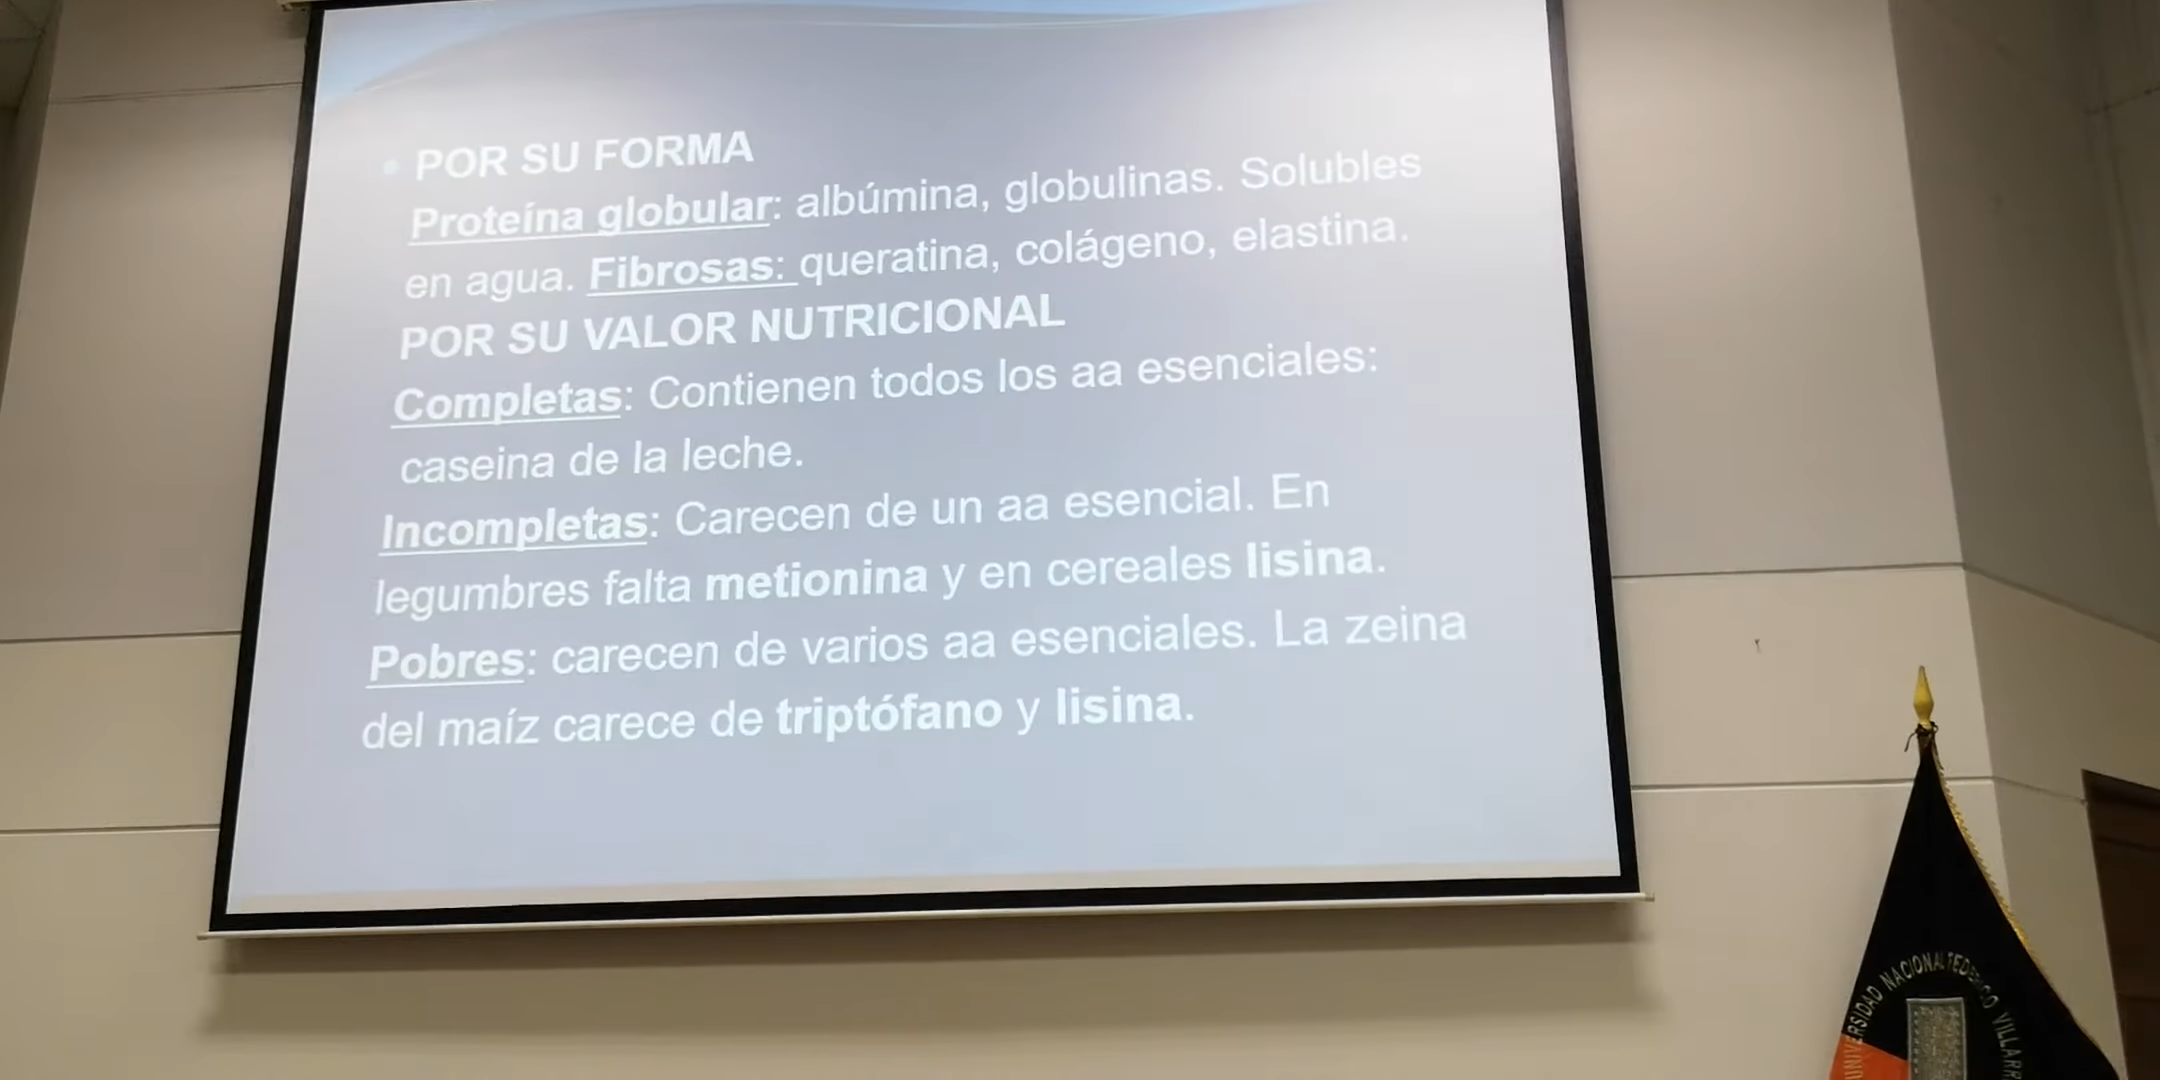 • POR SU FORMA
Proteína globular: albúmina, globulinas. Solubles
en agua. Fibrosas: queratina, colágeno, elastina.
POR SU VALOR NUTRICIONAL
Completas: Contienen todos los aa esenciales:
caseina de la leche.
Incompletas: Carecen de un aa esencial. En
legumbres falta metionina y en cereales lisina.
Pobres: carecen de varios aa esenciales. La zeina
del maíz carece de triptófano y lisina.
UNIVERSIDAD NACIONAL